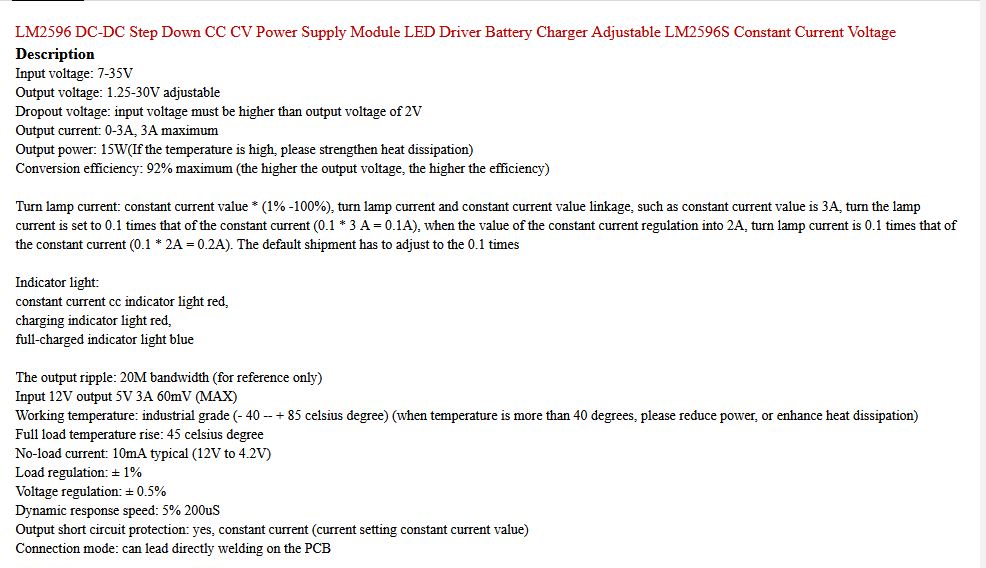 LM2596 DC-DC Step Down CC CV Power Supply Module LED Driver Battery Charger Adjustable LM2596S Constant Current Voltage
Description
Input voltage: 7-35V
Output voltage: 1.25-30V adjustable
Dropout voltage: input voltage must be higher than output voltage of 2V
Output current: 0-3A, 3A maximum
Output power: 15W(If the temperature is high, please strengthen heat dissipation)
Conversion efficiency: 92% maximum (the higher the output voltage, the higher the efficiency)
Turn lamp current: constant current value * (1% -100%), turn lamp current and constant current value linkage, such as constant current value is 3A, turn the lamp
current is set to 0.1 times that of the constant current (0.1 * 3 A = 0.1A), when the value of the constant current regulation into 2A, turn lamp current is 0.1 times that of
the constant current (0.1 * 2A = 0.2A). The default shipment has to adjust to the 0.1 times
Indicator light:
constant current cc indicator light red,
charging indicator light red,
full-charged indicator light blue
The output ripple: 20M bandwidth (for reference only)
Input 12V output 5V 3A 60mV (MAX)
Working temperature: industrial grade (- 40 -- + 85 celsius degree) (when temperature is more than 40 degrees, please reduce power, or enhance heat dissipation)
Full load temperature rise: 45 celsius degree
No-load current: 10mA typical (12V to 4.2V)
Load regulation: ± 1%
Voltage regulation: ± 0.5%
Dynamic response speed: 5% 200uS
Output short circuit protection: yes, constant current (current setting constant current value)
Connection mode: can lead directly welding on the PCB